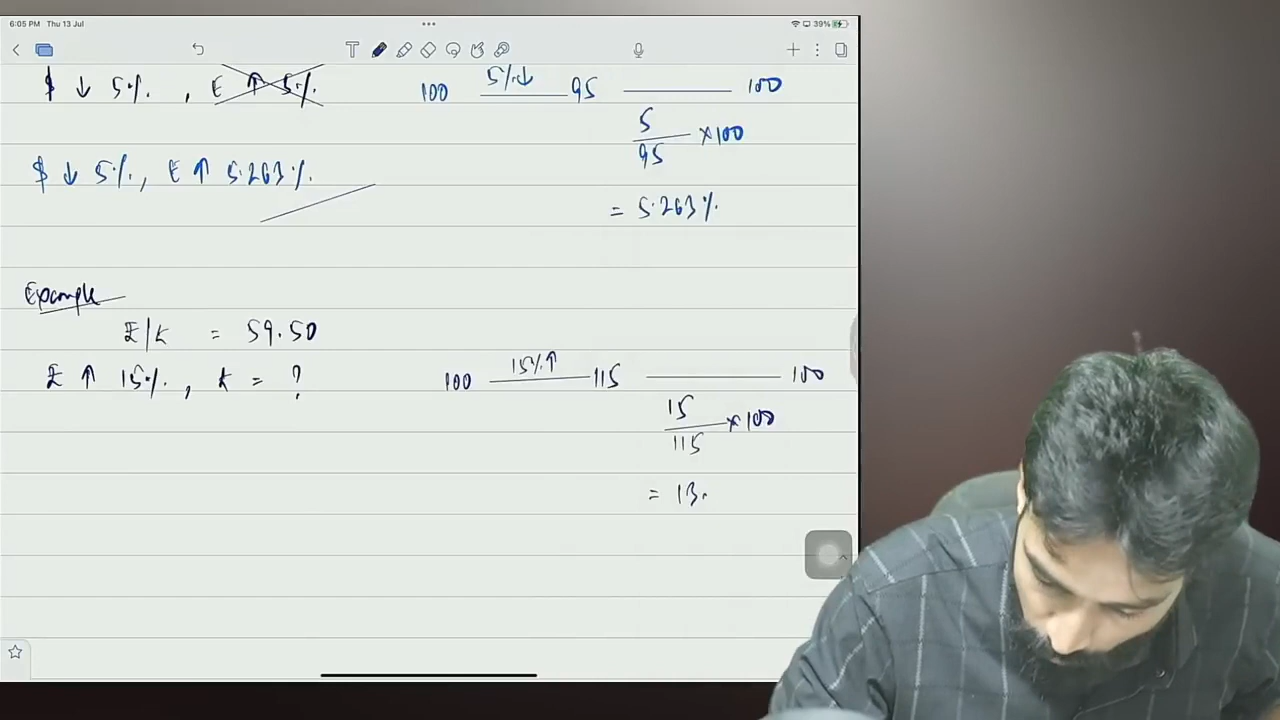 6:05 PM Thu 13 Jul
39%
$ ↓ 5%, € ↑ 5%.
100 5%↓ 95 100
5/95 × 100
$ ↓ 5%, € ↑ 5.263%.
= 5.263%
Example
= 59.50
↑ 15%, = ?
100 15%↑ 115 100
15/115 × 100
= 13.